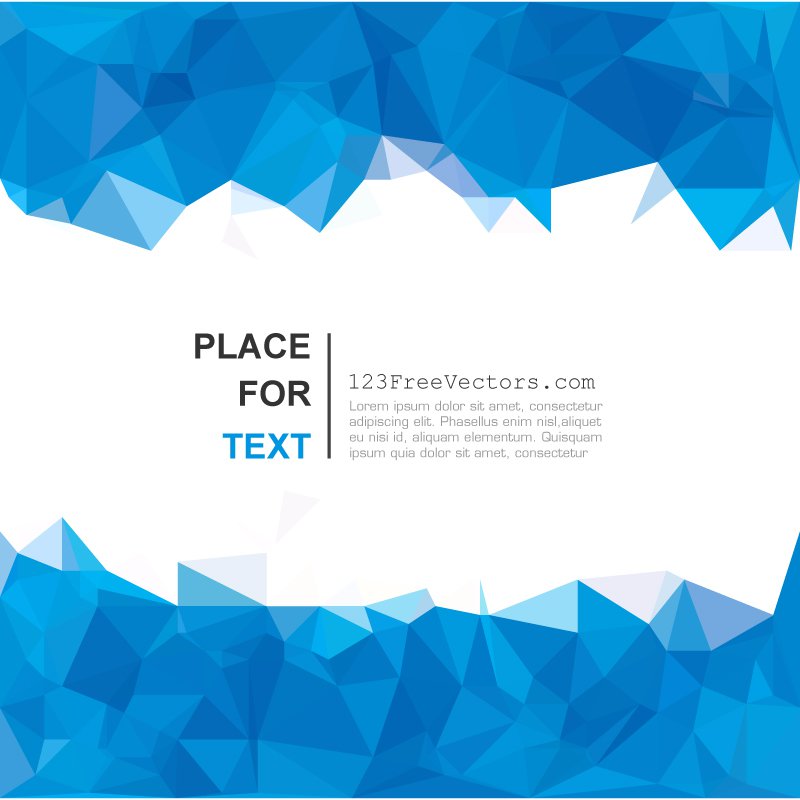 PLACE
FOR
TEXT
123FreeVectors.com
Lorem ipsum dolor sit amet, consectetur
adipiscing elit. Phasellus enim nisl,aliquet
eu nisi id, aliquam elementum. Quisquam
ipsum quia dolor sit amet, consectetur